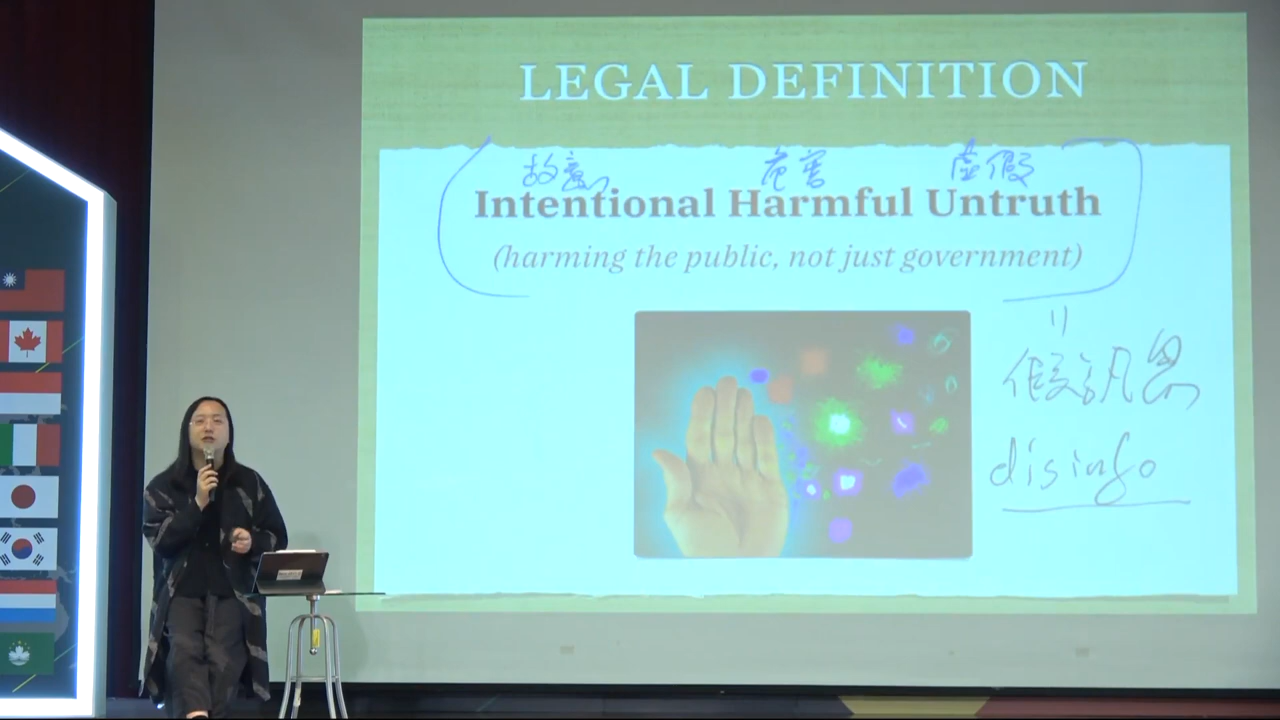 LEGAL DEFINITION
故意 危害 虛假
Intentional Harmful Untruth
(harming the public, not just government)
假訊息
disinfo